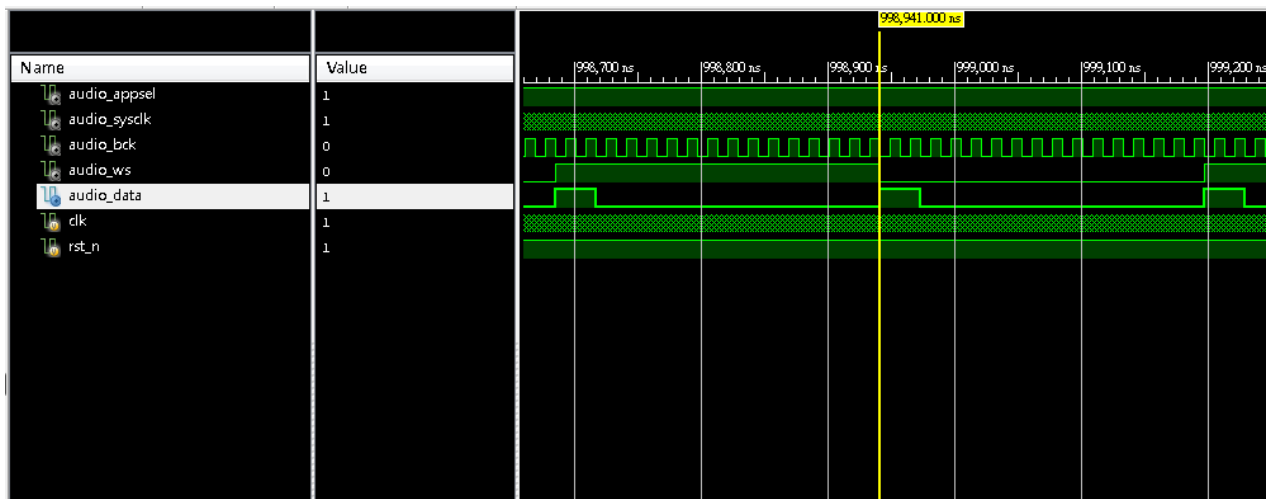 998,941.000 ns
Name Value 998,700 ns 998,800 ns 998,900 ns 999,000 ns 999,100 ns 999,200 ns
audio_appsel 1
audio_sysclk 1
audio_bck 0
audio_ws 0
audio_data 1
clk 1
rst_n 1